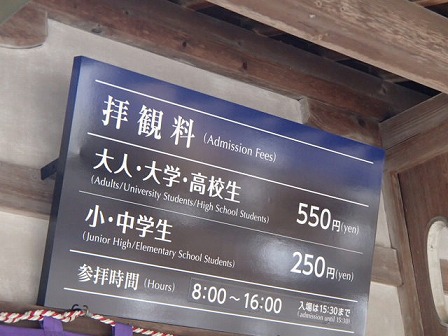 拝観料 (Admission Fees)
大人・大学・高校生 550円(yen)
(Adults/University Students/High School Students)
小・中学生 250円(yen)
(Junior High/Elementary School Students)
参拝時間 (Hours) 8:00～16:00 入場は15:30まで
(admission until 15:30)